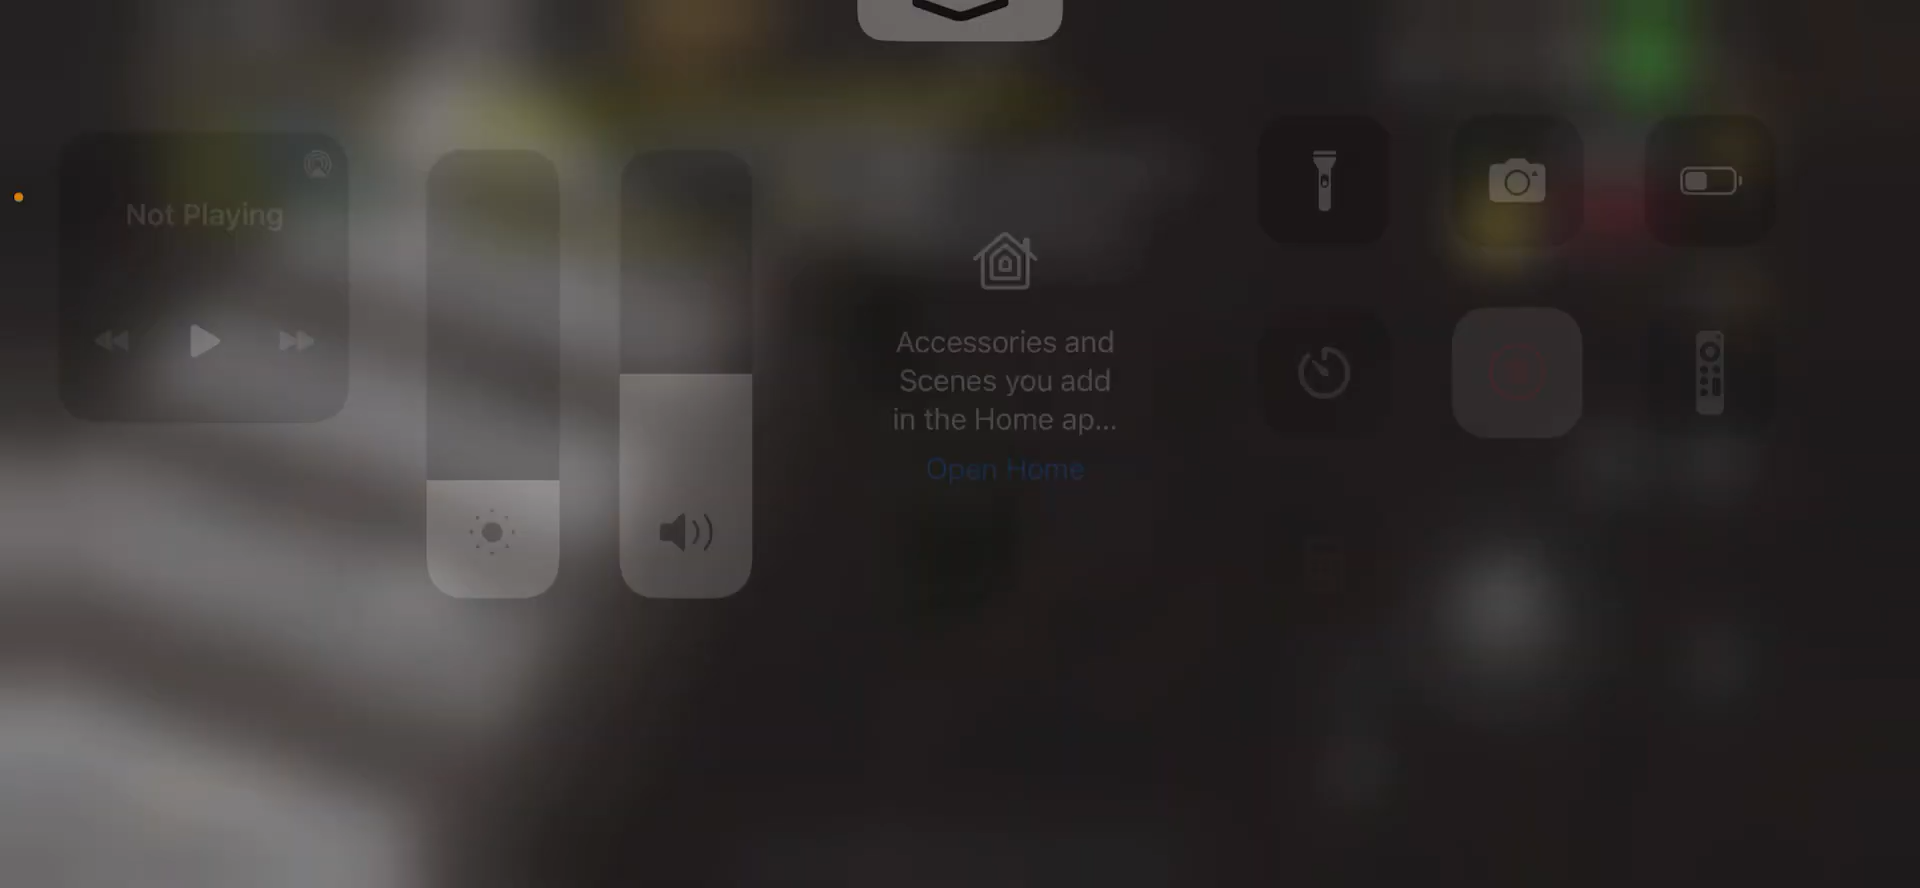 Not Playing
Accessories and
Scenes you add
in the Home ap...
Open Home